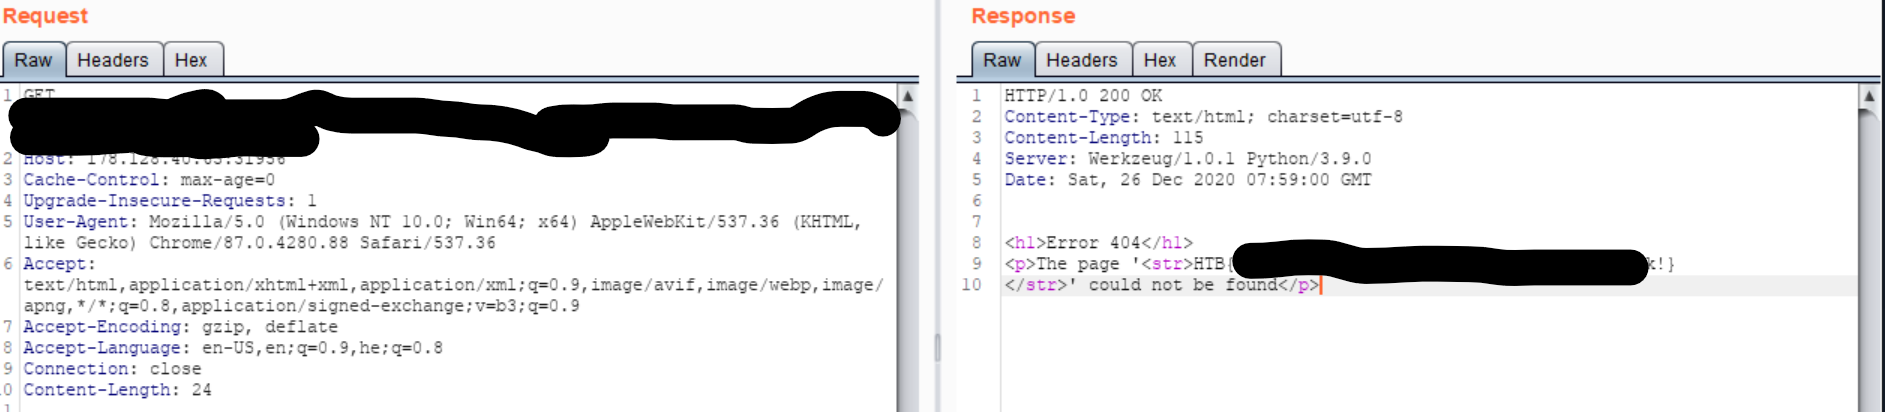 Request
Raw Headers Hex
1 GET
2 Host:
3 Cache-Control: max-age=0
4 Upgrade-Insecure-Requests: 1
5 User-Agent: Mozilla/5.0 (Windows NT 10.0; Win64; x64) AppleWebKit/537.36 (KHTML,
like Gecko) Chrome/87.0.4280.88 Safari/537.36
6 Accept:
text/html,application/xhtml+xml,application/xml;q=0.9,image/avif,image/webp,image/
apng,*/*;q=0.8,application/signed-exchange;v=b3;q=0.9
7 Accept-Encoding: gzip, deflate
8 Accept-Language: en-US,en;q=0.9,he;q=0.8
9 Connection: close
0 Content-Length: 24
1
Response
Raw Headers Hex Render
1 HTTP/1.0 200 OK
2 Content-Type: text/html; charset=utf-8
3 Content-Length: 115
4 Server: Werkzeug/1.0.1 Python/3.9.0
5 Date: Sat, 26 Dec 2020 07:59:00 GMT
6
7
8 <h1>Error 404</h1>
9 <p>The page '<str>HTB{ k!}
10 </str>' could not be found</p>